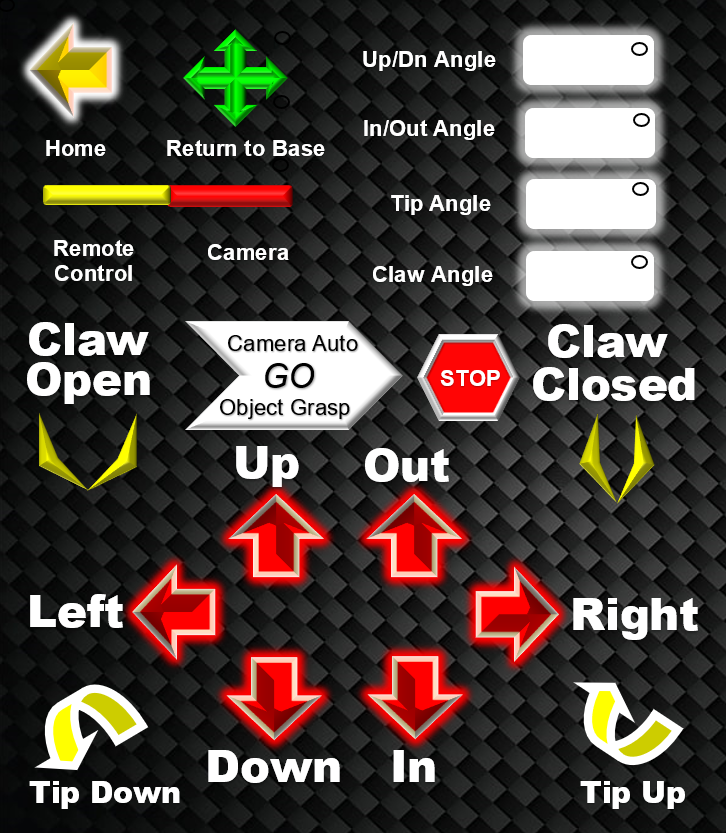 Home
Return to Base
Up/Dn Angle
In/Out Angle
Tip Angle
Claw Angle
Remote
Control
Camera
Claw
Open
Camera Auto
GO
Object Grasp
STOP
Claw
Closed
Up
Out
Left
Right
Down
In
Tip Down
Tip Up